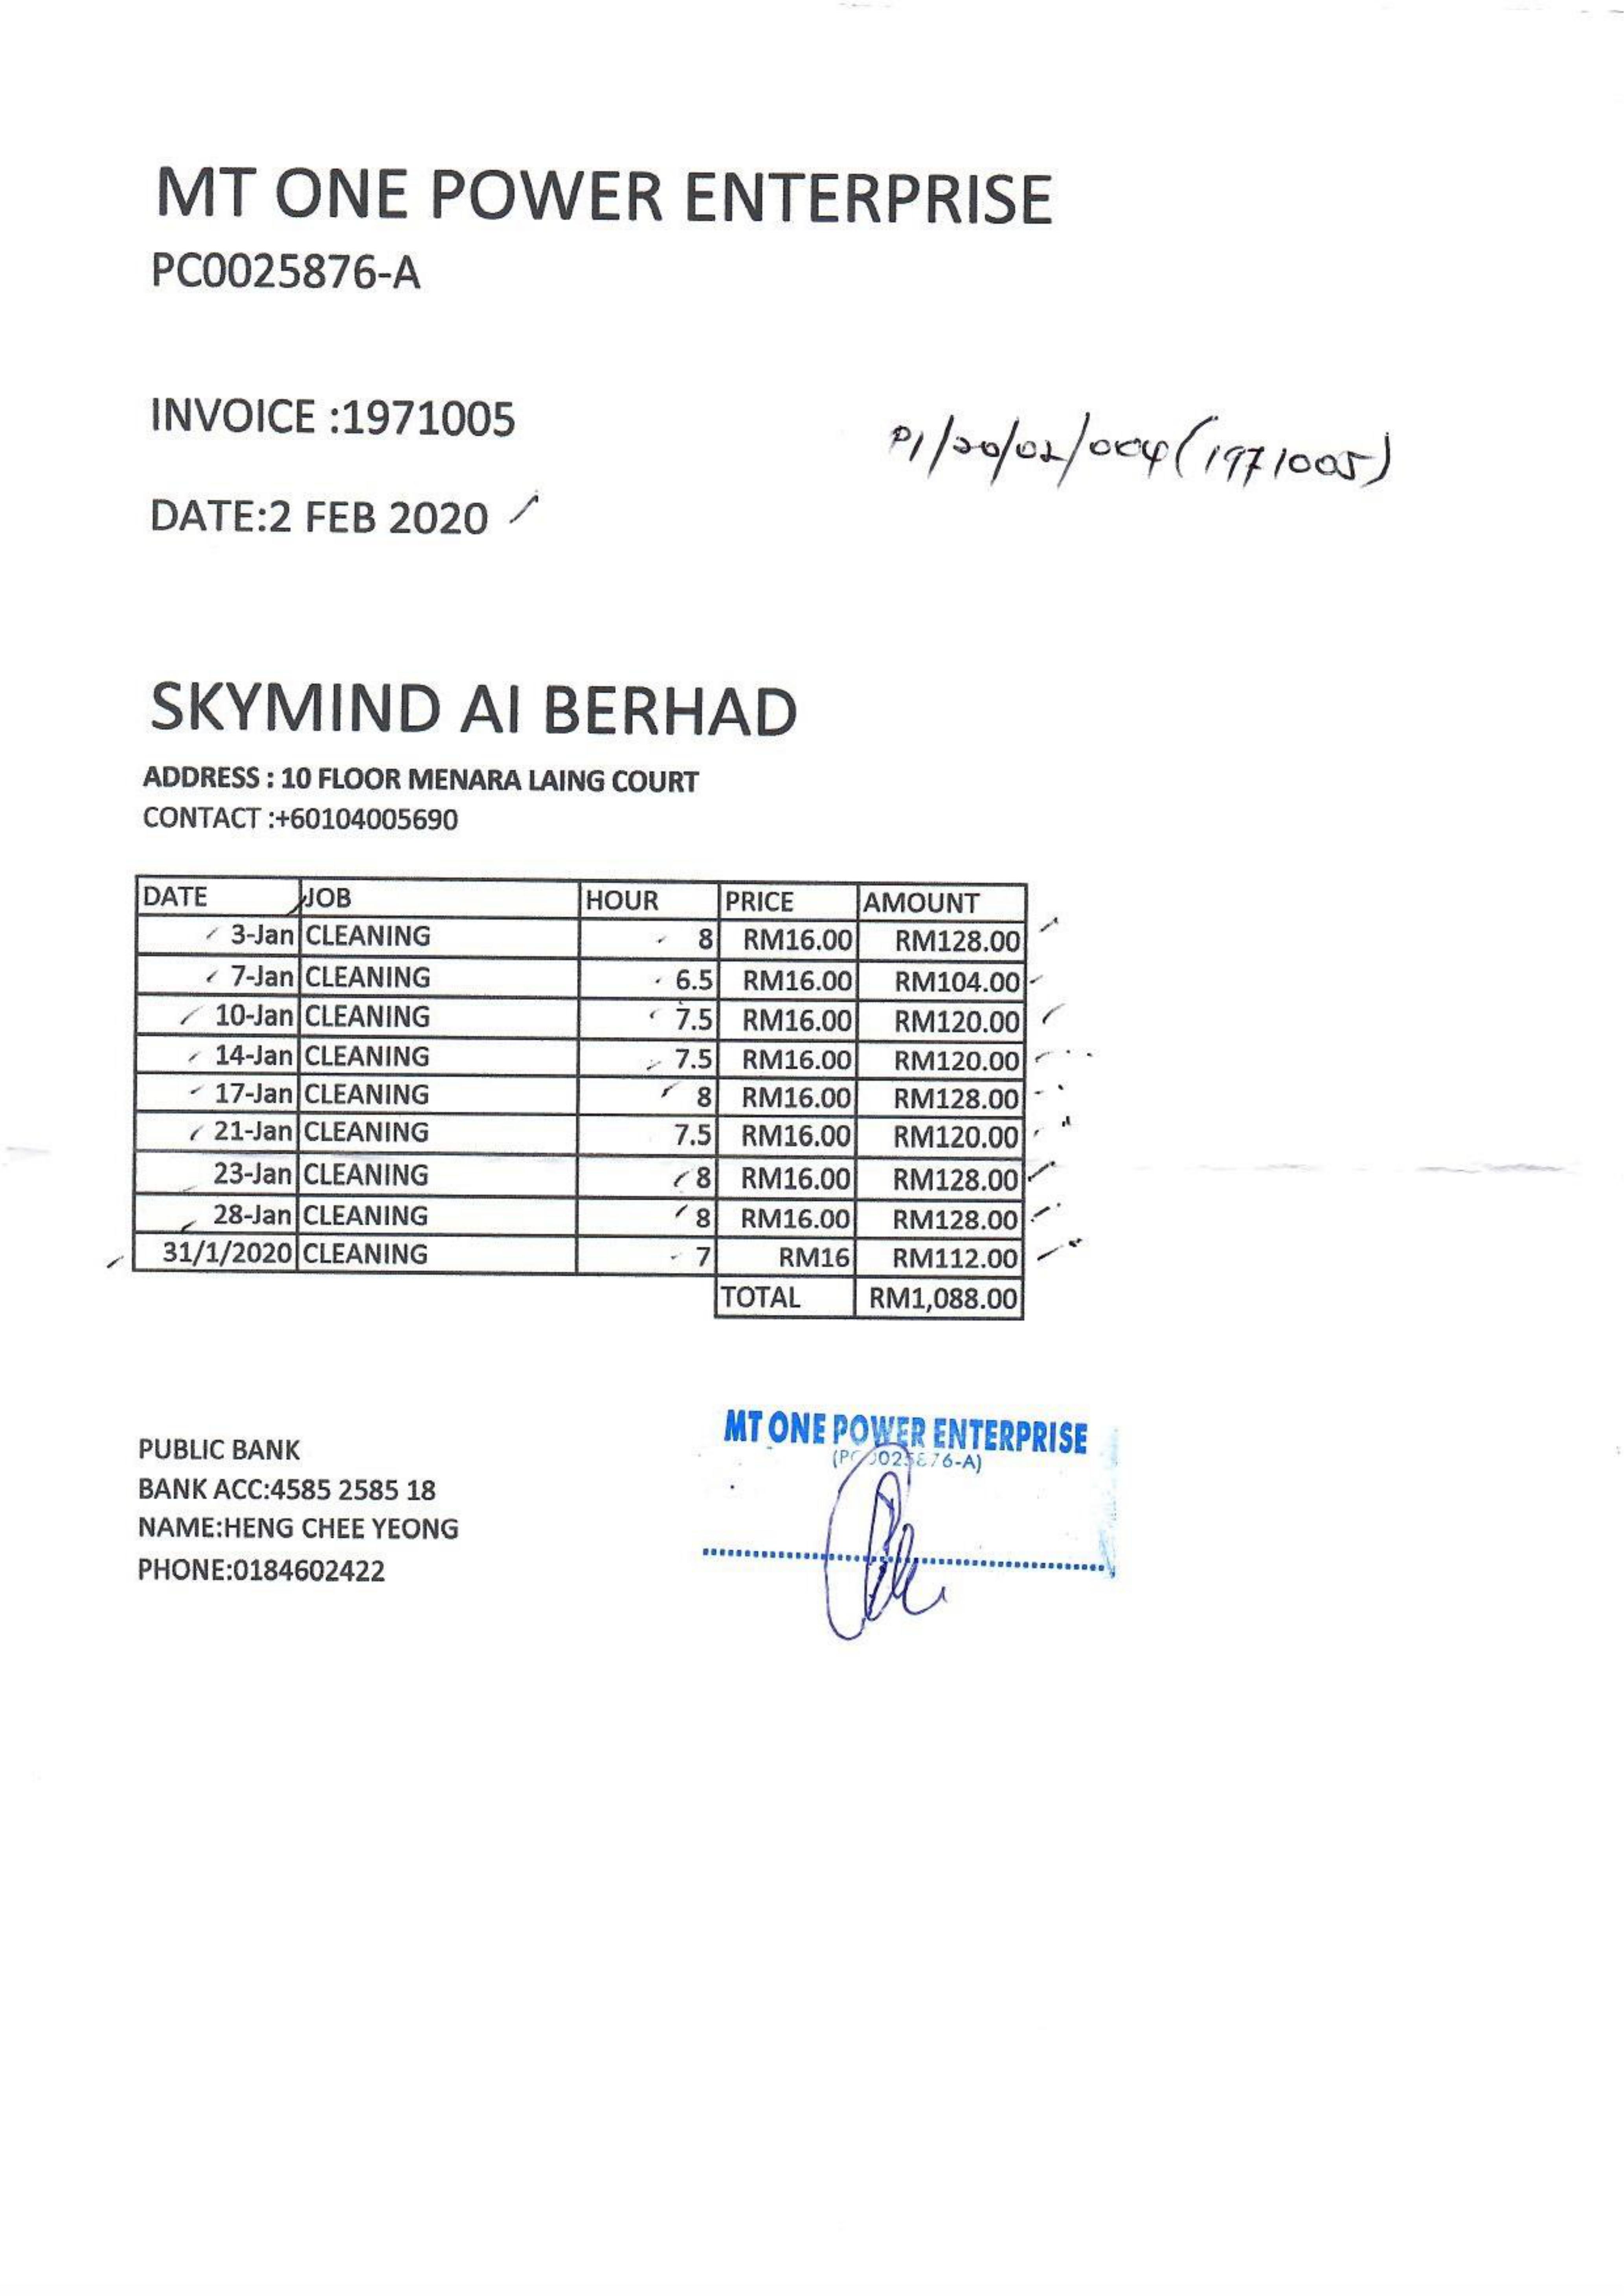 MT ONE POWER ENTERPRISE
PC0025876-A
INVOICE :1971005
P1/20/02/004(1971005)
DATE:2 FEB 2020
SKYMIND AI BERHAD
ADDRESS : 10 FLOOR MENARA LAING COURT
CONTACT :+60104005690
DATE JOB HOUR PRICE AMOUNT
3-Jan CLEANING 8 RM16.00 RM128.00
7-Jan CLEANING 6.5 RM16.00 RM104.00
10-Jan CLEANING 7.5 RM16.00 RM120.00
14-Jan CLEANING 7.5 RM16.00 RM120.00
17-Jan CLEANING 8 RM16.00 RM128.00
21-Jan CLEANING 7.5 RM16.00 RM120.00
23-Jan CLEANING 8 RM16.00 RM128.00
28-Jan CLEANING 8 RM16.00 RM128.00
31/1/2020 CLEANING 7 RM16 RM112.00
TOTAL RM1,088.00
PUBLIC BANK
BANK ACC:4585 2585 18
NAME:HENG CHEE YEONG
PHONE:0184602422
MT ONE POWER ENTERPRISE
(PC0025876-A)